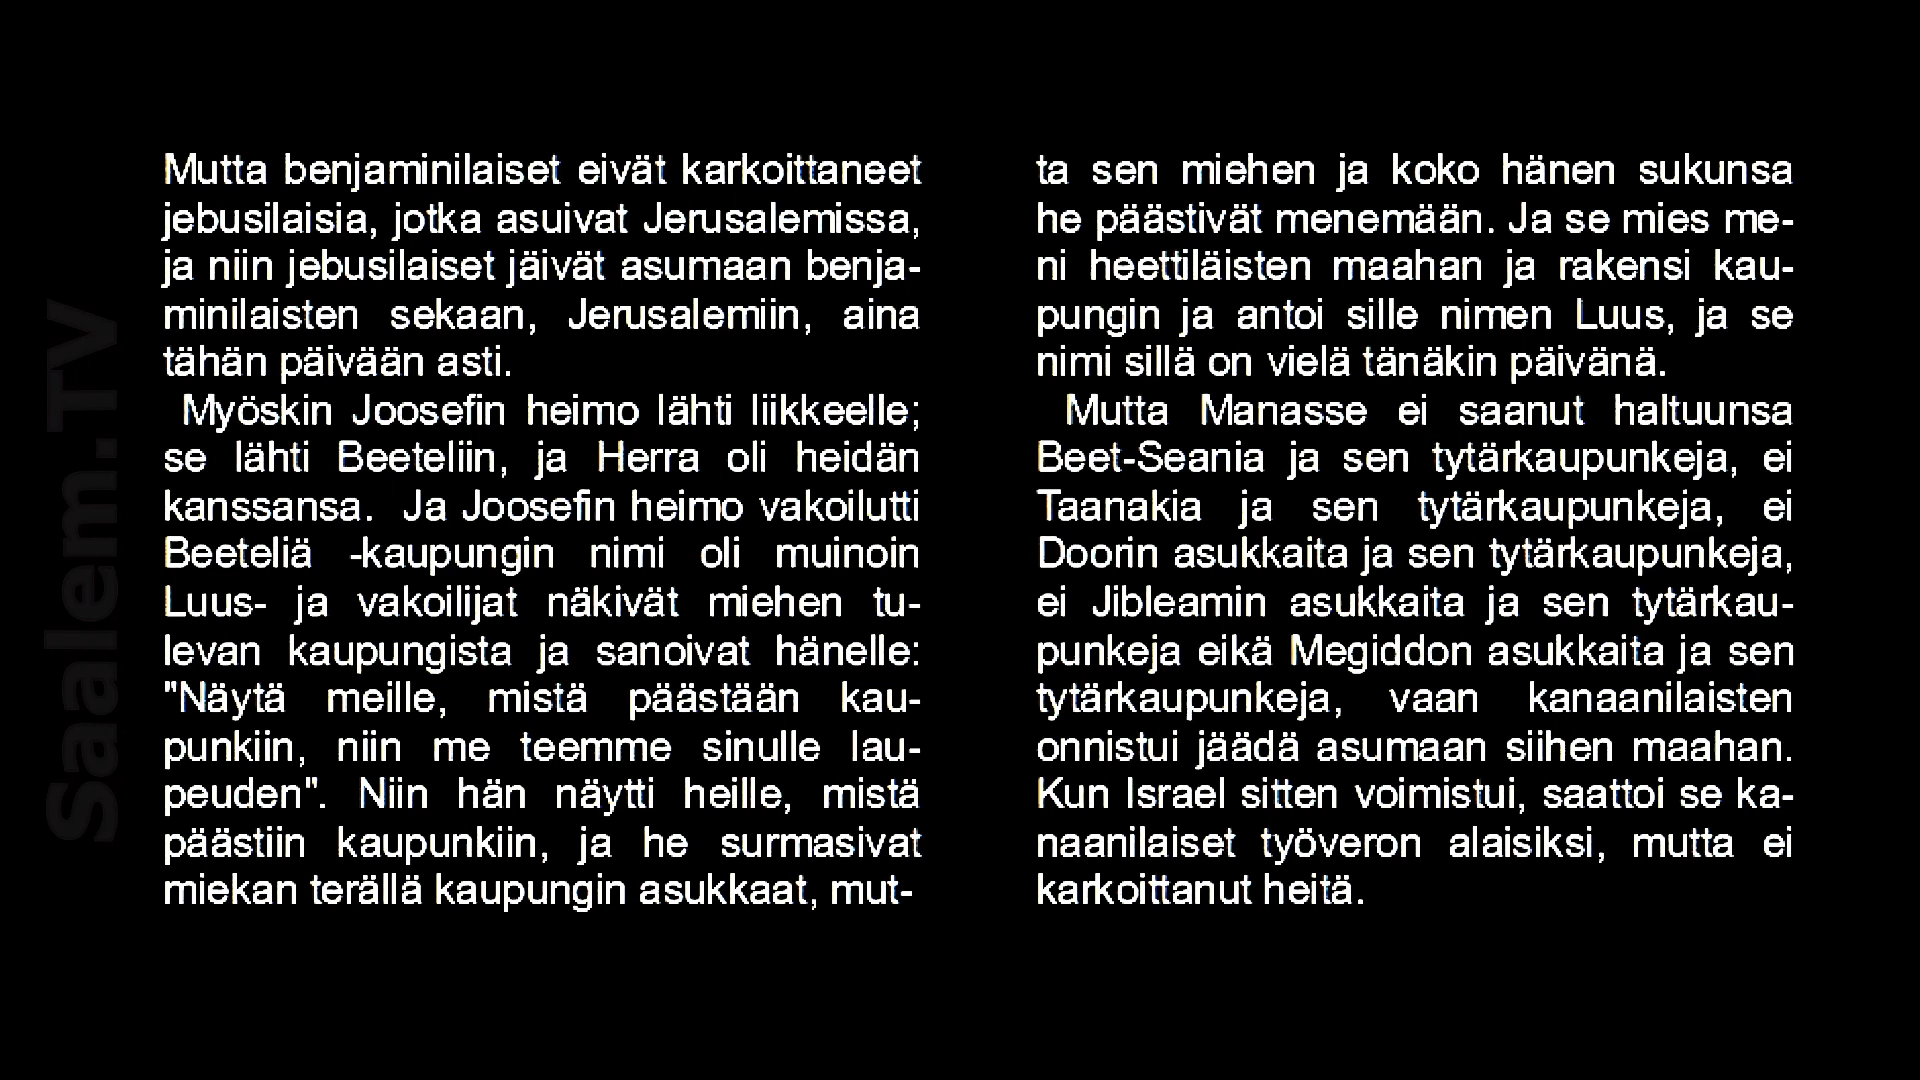 Saalem.TV
Mutta benjaminilaiset eivät karkoittaneet
jebusilaisia, jotka asuivat Jerusalemissa,
ja niin jebusilaiset jäivät asumaan benja-
minilaisten sekaan, Jerusalemiin, aina
tähän päivään asti.
Myöskin Joosefin heimo lähti liikkeelle;
se lähti Beeteliin, ja Herra oli heidän
kanssansa. Ja Joosefin heimo vakoilutti
Beeteliä -kaupungin nimi oli muinoin
Luus- ja vakoilijat näkivät miehen tu-
levan kaupungista ja sanoivat hänelle:
"Näytä meille, mistä päästään kau-
punkiin, niin me teemme sinulle lau-
peuden". Niin hän näytti heille, mistä
päästiin kaupunkiin, ja he surmasivat
miekan terällä kaupungin asukkaat, mut-
ta sen miehen ja koko hänen sukunsa
he päästivät menemään. Ja se mies me-
ni heettiläisten maahan ja rakensi kau-
pungin ja antoi sille nimen Luus, ja se
nimi sillä on vielä tänäkin päivänä.
Mutta Manasse ei saanut haltuunsa
Beet-Seania ja sen tytärkaupunkeja, ei
Taanakia ja sen tytärkaupunkeja, ei
Doorin asukkaita ja sen tytärkaupunkeja,
ei Jibleamin asukkaita ja sen tytärkau-
punkeja eikä Megiddon asukkaita ja sen
tytärkaupunkeja, vaan kanaanilaisten
onnistui jäädä asumaan siihen maahan.
Kun Israel sitten voimistui, saattoi se ka-
naanilaiset työveron alaisiksi, mutta ei
karkoittanut heitä.